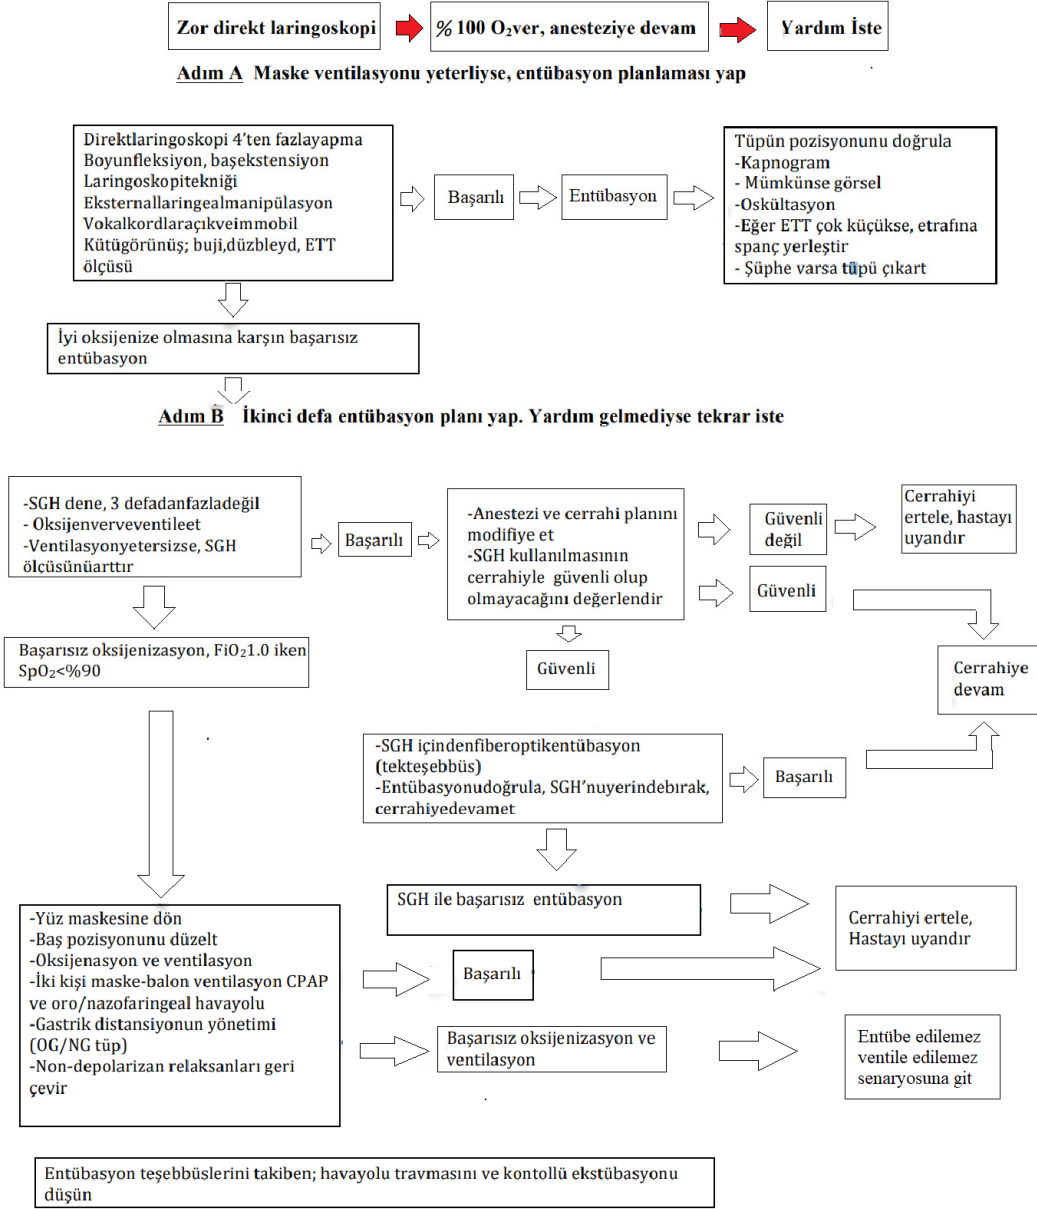 Zor direkt laringoskopi
% 100 O₂ver, anesteziye devam
Yardım İste
Adım A Maske ventilasyonu yeterliyse, entübasyon planlaması yap
Direktlaringoskopi 4'ten fazlayapma
Boyunfleksiyon, başekstensiyon
Laringoskopitekniği
Eksternallaringealmanipülasyon
Vokalkordlaraçıkveimmobil
Kütügörünüş; buji,düzbleyd, ETT
ölçüsü
Başarılı
Entübasyon
Tüpün pozisyonunu doğrula
-Kapnogram
- Mümkünse görsel
-Oskültasyon
-Eğer ETT çok küçükse, etrafına
spanç yerleştir
- Şüphe varsa tüpü çıkart
İyi oksijenize olmasına karşın başarısız
entübasyon
Adım B İkinci defa entübasyon planı yap. Yardım gelmediyse tekrar iste
-SGH dene, 3 defadanfazladeğil
- Oksijenverveventileet
-Ventilasyonyetersizse, SGH
ölçüsünüarttır
Başarılı
-Anestezi ve cerrahi planını
modifiye et
-SGH kullanılmasının
cerrahiyle güvenli olup
olmayacağını değerlendir
Güvenli
değil
Cerrahiyi
ertele, hastayı
uyandır
Güvenli
Güvenli
Başarısız oksijenizasyon, FiO₂1.0 iken
SpO₂<%90
Cerrahiye
devam
-SGH içindenfiberoptikentübasyon
(tekteşebbüs)
-Entübasyonudoğrula, SGH'nuyerindebırak,
cerrahiyedevamet
Başarılı
SGH ile başarısız entübasyon
Cerrahiyi ertele,
Hastayı uyandır
-Yüz maskesine dön
-Baş pozisyonunu düzelt
-Oksijenasyon ve ventilasyon
-İki kişi maske-balon ventilasyon CPAP
ve oro/nazofaringeal havayolu
-Gastrik distansiyonun yönetimi
(OG/NG tüp)
-Non-depolarizan relaksanları geri
çevir
Başarılı
Başarısız oksijenizasyon ve
ventilasyon
Entübe edilemez
ventile edilemez
senaryosuna git
Entübasyon teşebbüslerini takiben; havayolu travmasını ve kontollü ekstübasyonu
düşün